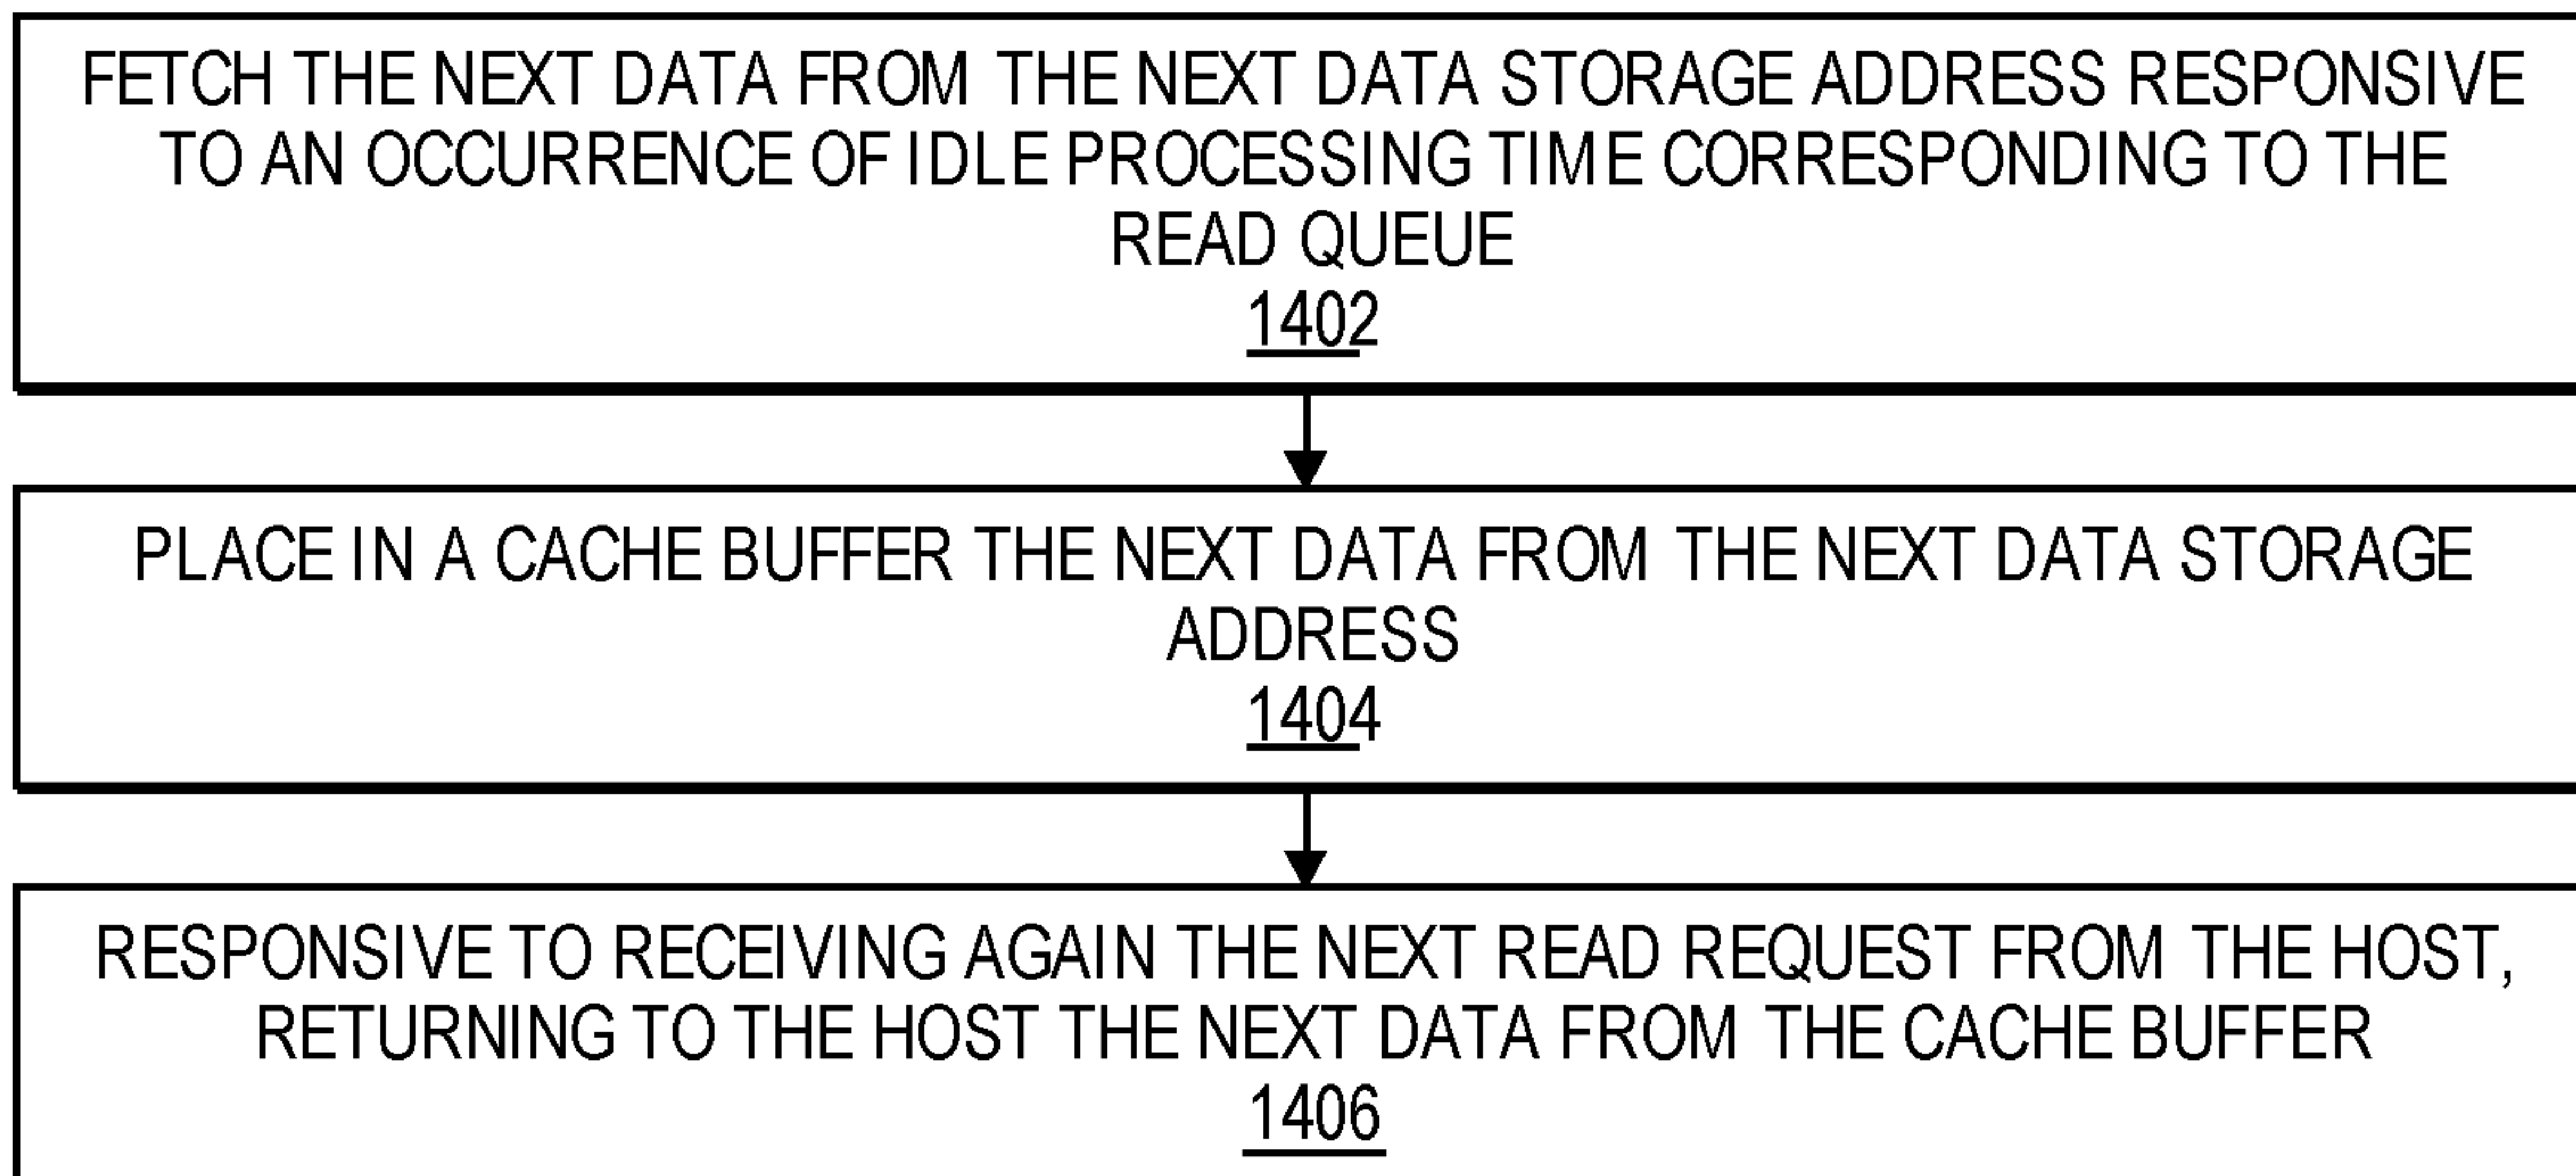 FETCH THE NEXT DATA FROM THE NEXT DATA STORAGE ADDRESS RESPONSIVE
TO AN OCCURRENCE OF IDLE PROCESSING TIME CORRESPONDING TO THE
READ QUEUE
1402
PLACE IN A CACHE BUFFER THE NEXT DATA FROM THE NEXT DATA STORAGE
ADDRESS
1404
RESPONSIVE TO RECEIVING AGAIN THE NEXT READ REQUEST FROM THE HOST,
RETURNING TO THE HOST THE NEXT DATA FROM THE CACHE BUFFER
1406